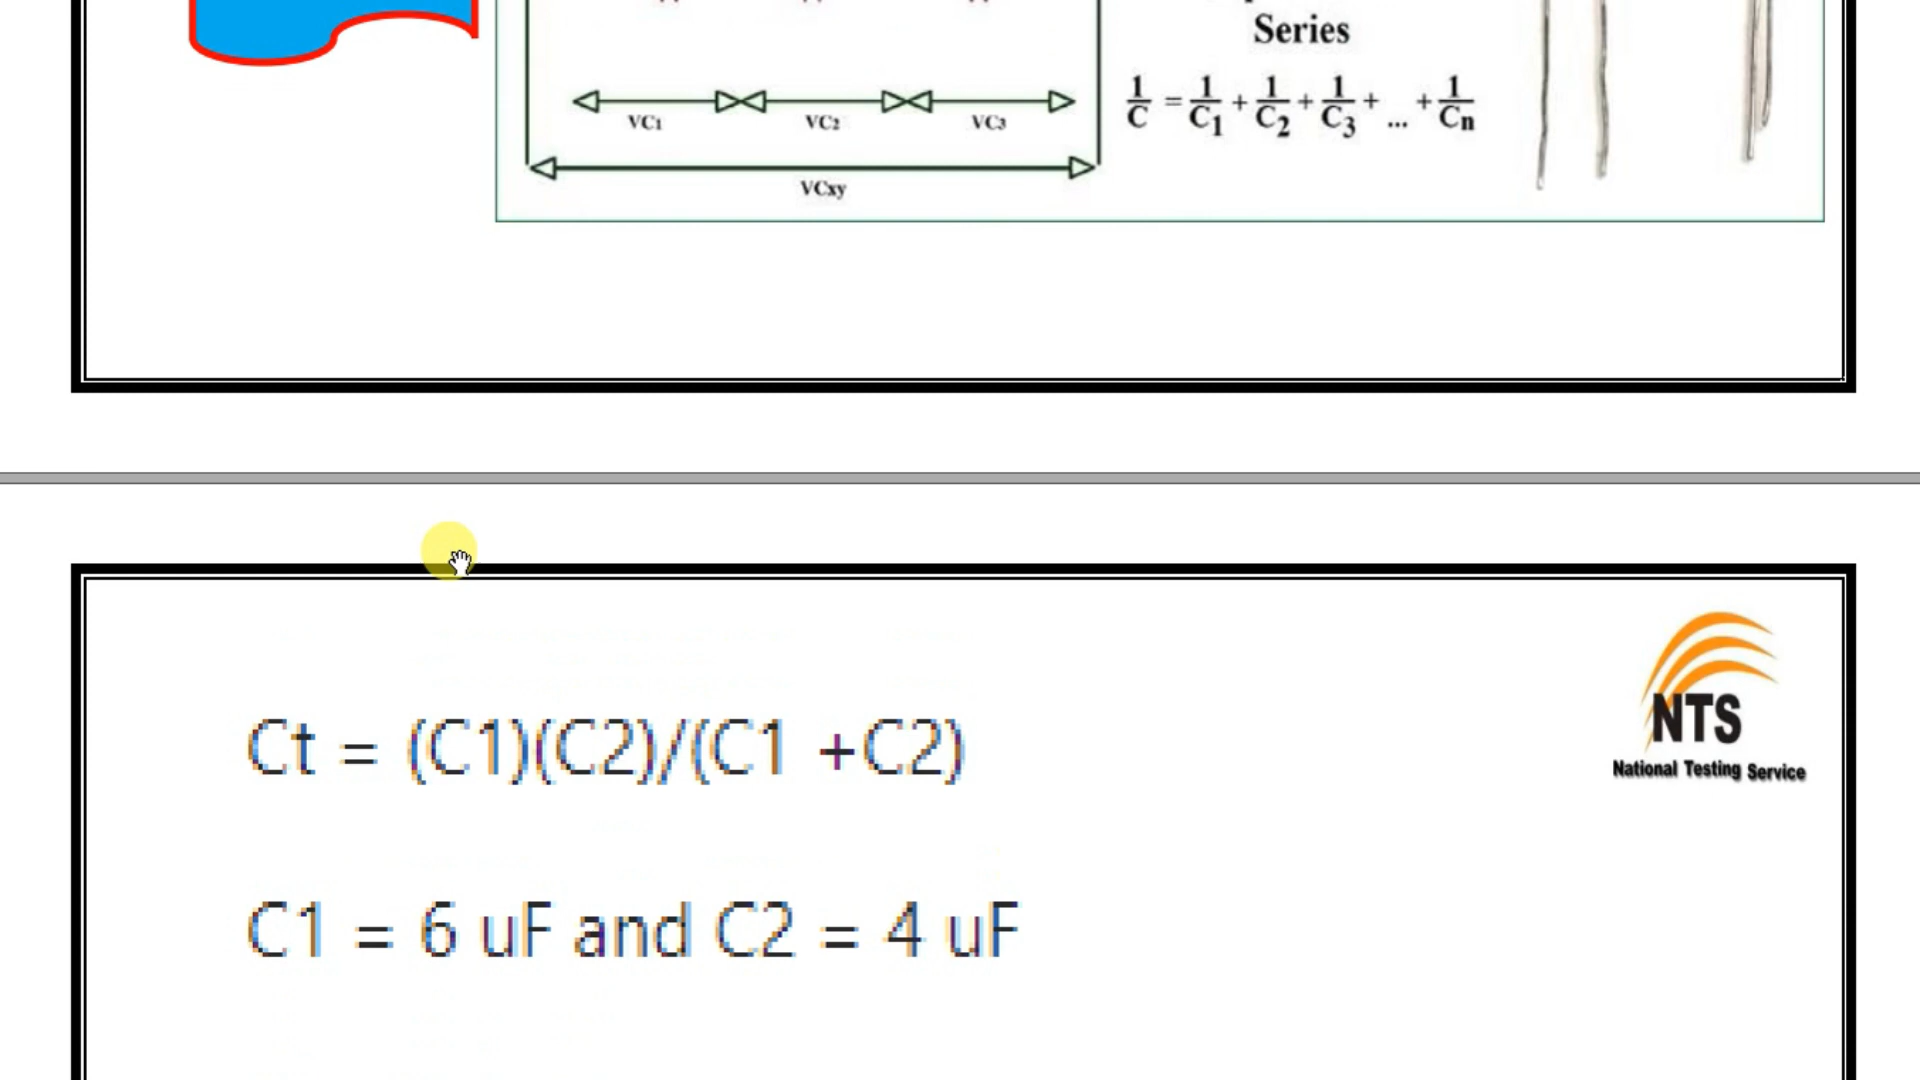 Series
1/C = 1/C1 + 1/C2 + 1/C3 + ... + 1/Cn
VC1 VC2 VC3
VCxy
NTS
National Testing Service
Ct = (C1)(C2)/(C1 +C2)
C1 = 6 uF and C2 = 4 uF